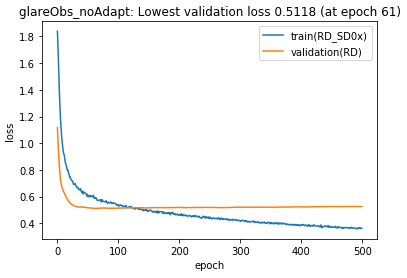 glareObs_noAdapt: Lowest validation loss 0.5118 (at epoch 61)
train(RD_SD0x)
validation(RD)
loss
1.8
1.6
1.4
1.2
1.0
0.8
0.6
0.4
0 100 200 300 400 500
epoch